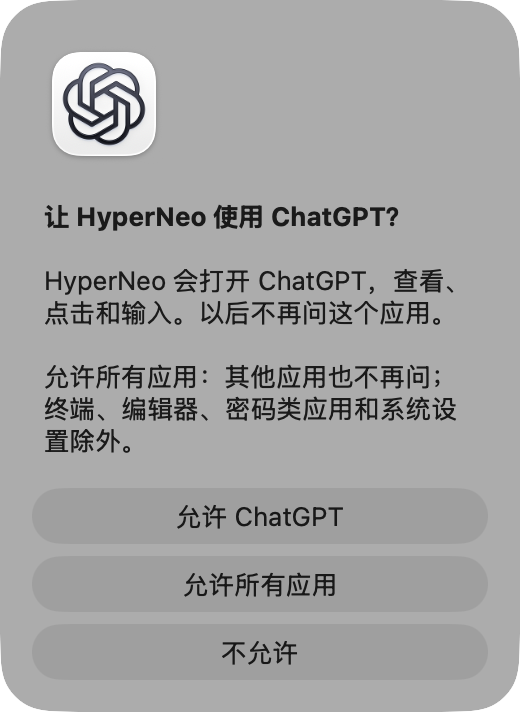 让 HyperNeo 使用 ChatGPT?
HyperNeo 会打开 ChatGPT，查看、
点击和输入。以后不再问这个应用。
允许所有应用：其他应用也不再问；
终端、编辑器、密码类应用和系统设
置除外。
允许 ChatGPT
允许所有应用
不允许